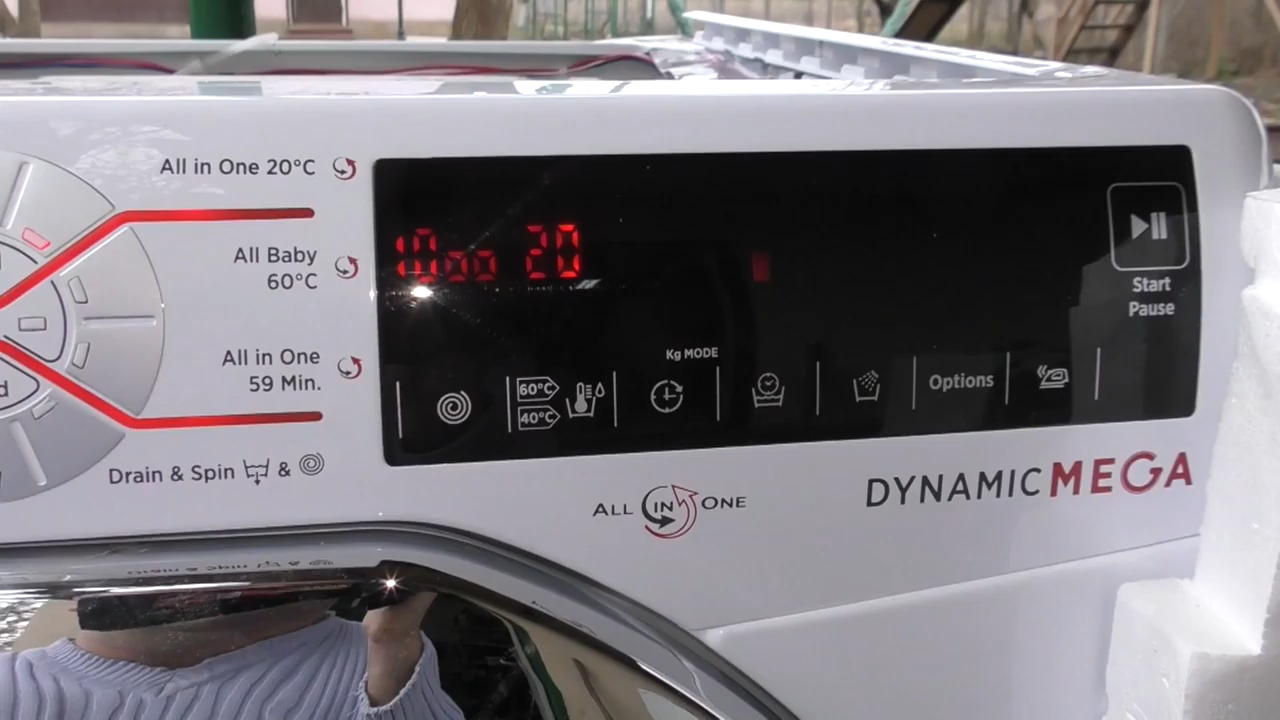 All in One 20°C
All Baby
60°C
All in One
59 Min.
Drain & Spin &
1000 20
Kg MODE
60°C
40°C
Options
Start
Pause
ALL IN ONE
DYNAMIC MEGA
d